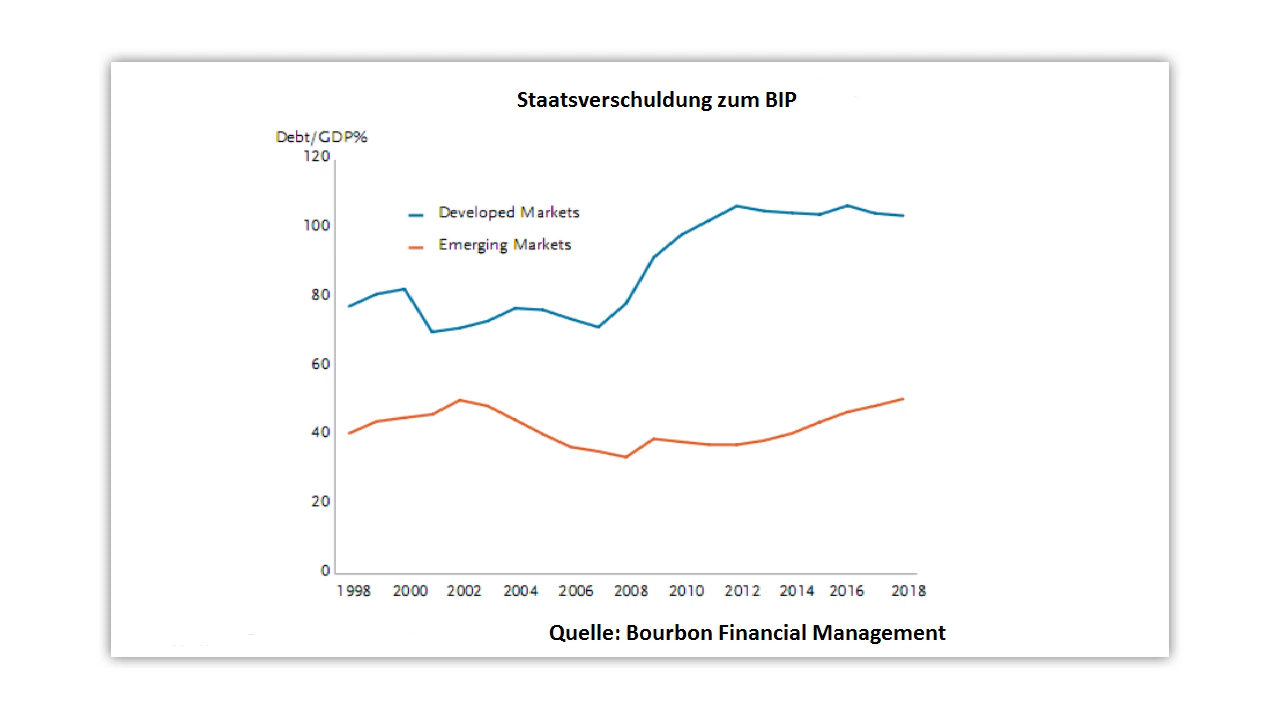 Staatsverschuldung zum BIP
Debt/GDP%
120
Developed Markets
100
Emerging Markets
80
60
40
20
0
1998 2000 2002 2004 2006 2008 2010 2012 2014 2016 2018
Quelle: Bourbon Financial Management